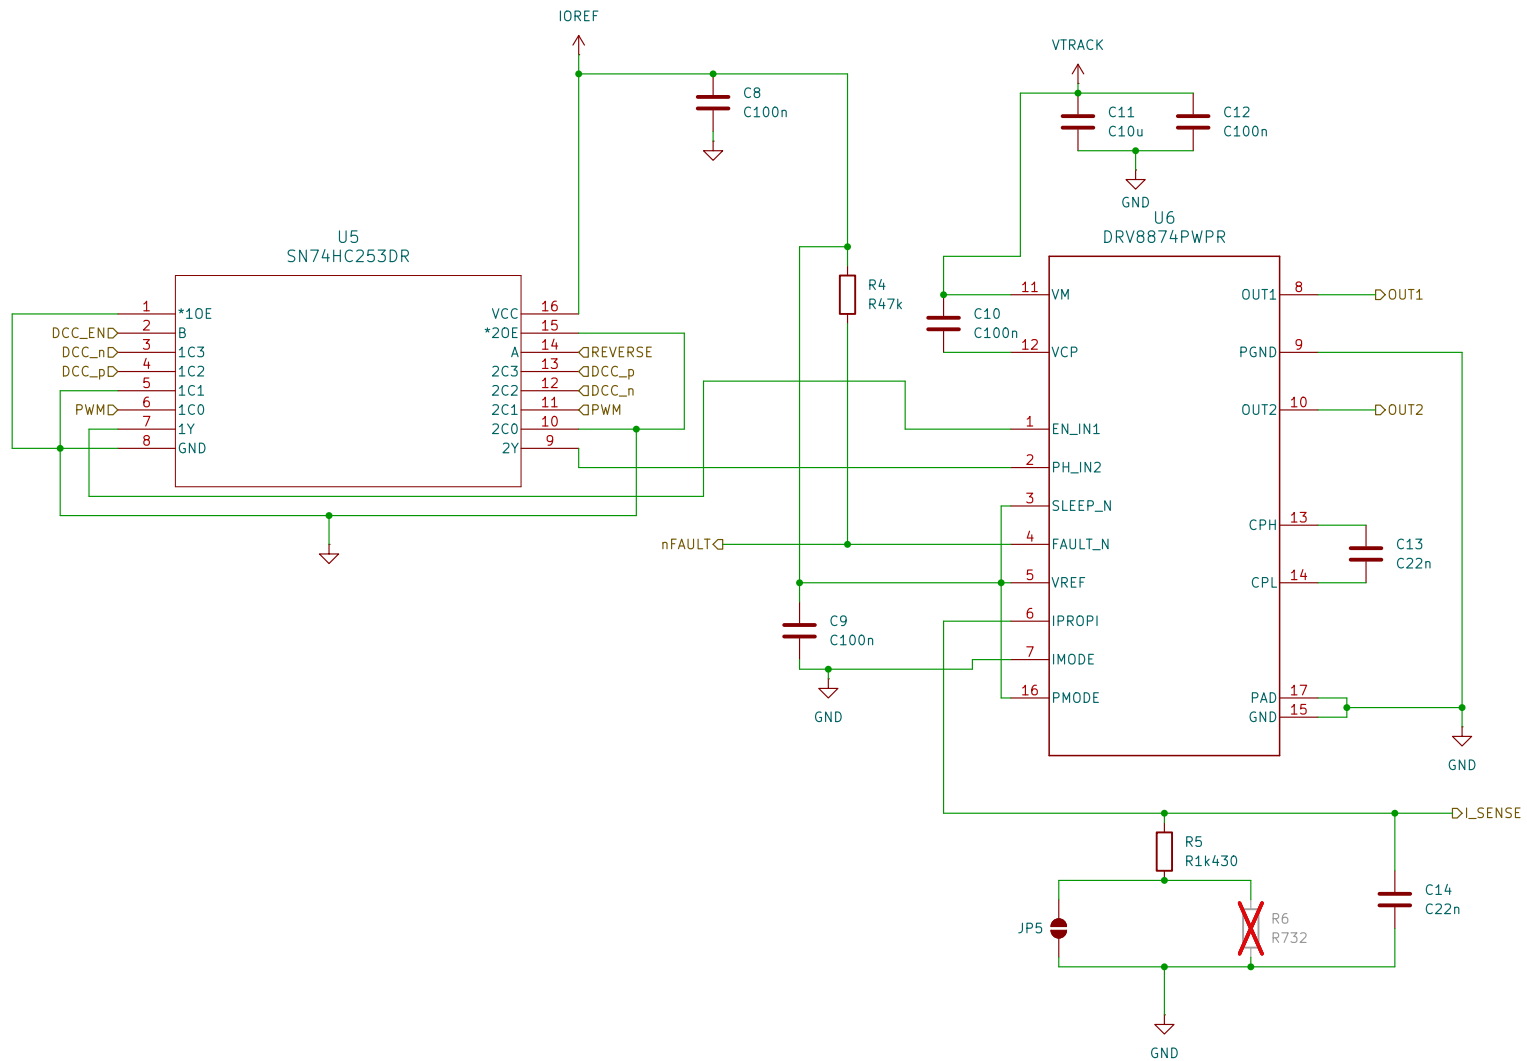 IOREF
VTRACK
C8
C100n
C11
C10u
C12
C100n
GND
U6
DRV8874PWPR
U5
SN74HC253DR
1
*1OE
DCC_EN
2
B
DCC_n
3
1C3
DCC_p
4
1C2
5
1C1
PWM
6
1C0
7
1Y
8
GND
VCC
16
*2OE
15
A
14
REVERSE
2C3
13
DCC_p
2C2
12
DCC_n
2C1
11
PWM
2C0
10
2Y
9
R4
R47k
C10
C100n
11
VM
12
VCP
1
EN_IN1
2
PH_IN2
3
SLEEP_N
nFAULT
4
FAULT_N
5
VREF
6
IPROPI
7
IMODE
16
PMODE
OUT1
8
OUT1
PGND
9
OUT2
10
OUT2
CPH
13
CPL
14
C13
C22n
PAD
17
GND
15
GND
C9
C100n
GND
I_SENSE
R5
R1k430
JP5
R6
R732
C14
C22n
GND